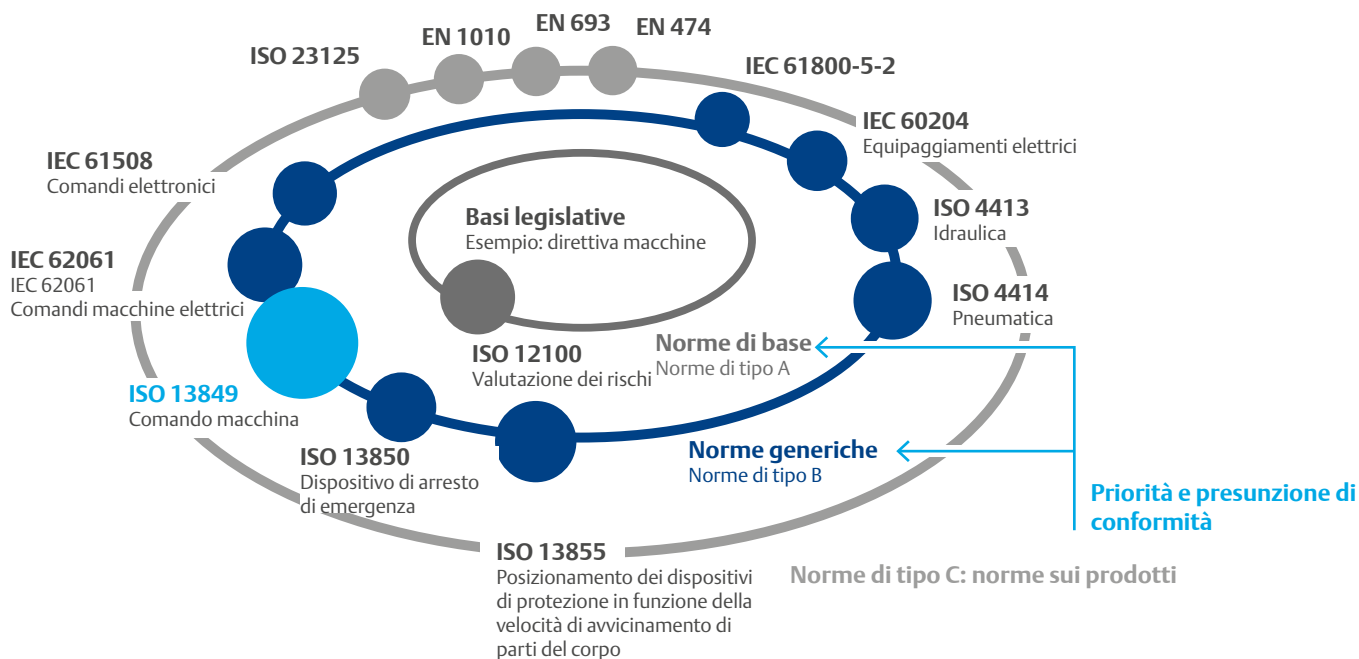 EN 693
EN 474
EN 1010
ISO 23125
IEC 61800-5-2
IEC 60204
Equipaggiamenti elettrici
IEC 61508
Comandi elettronici
ISO 4413
Idraulica
Basi legislative
Esempio: direttiva macchine
IEC 62061
IEC 62061
Comandi macchine elettrici
ISO 4414
Pneumatica
Norme di base
Norme di tipo A
ISO 12100
Valutazione dei rischi
ISO 13849
Comando macchina
ISO 13850
Dispositivo di arresto
di emergenza
Norme generiche
Norme di tipo B
Priorità e presunzione di
conformità
ISO 13855
Posizionamento dei dispositivi
di protezione in funzione della
velocità di avvicinamento di
parti del corpo
Norme di tipo C: norme sui prodotti